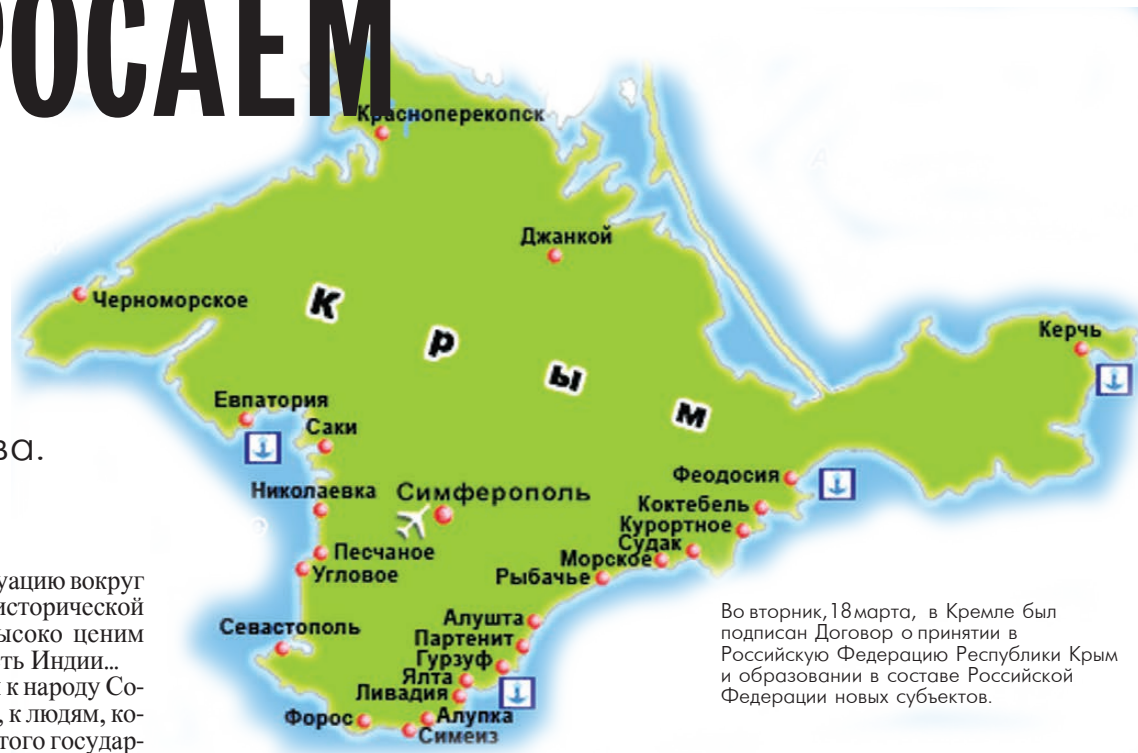 РОСАЕМ
ва.
уацию вокруг
исторической
ысоко ценим
ть Индии...
к народу Со-
, к людям, ко-
того государ-
Красноперекопск
Джанкой
Черноморское
К р ы м
Керчь
Евпатория
Саки
Николаевка
Симферополь
Песчаное
Угловое
Севастополь
Феодосия
Коктебель
Курортное
Судак
Морское
Рыбачье
Алушта
Партенит
Гурзуф
Ялта
Ливадия
Алупка
Симеиз
Форос
Во вторник, 18 марта, в Кремле был
подписан Договор о принятии в
Российскую Федерацию Республики Крым
и образовании в составе Российской
Федерации новых субъектов.